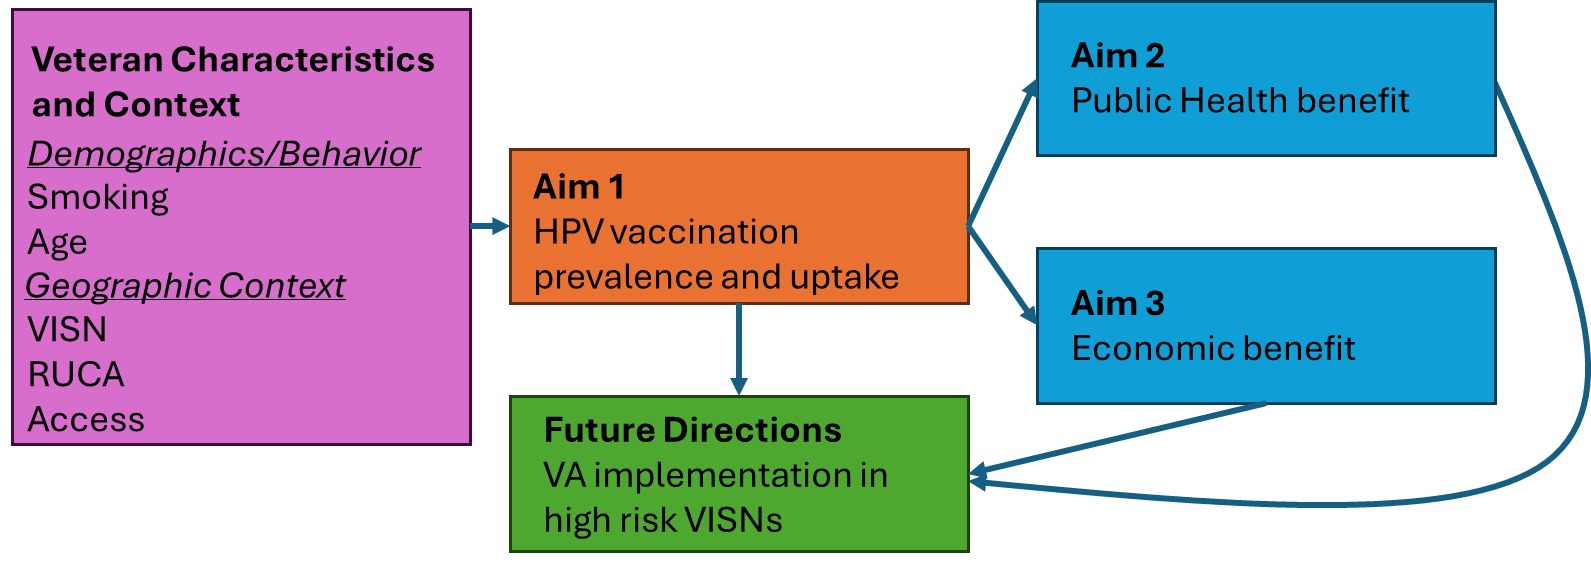 Veteran Characteristics
and Context
Demographics/Behavior
Smoking
Age
Geographic Context
VISN
RUCA
Access
Aim 1
HPV vaccination
prevalence and uptake
Future Directions
VA implementation in
high risk VISNs
Aim 2
Public Health benefit
Aim 3
Economic benefit